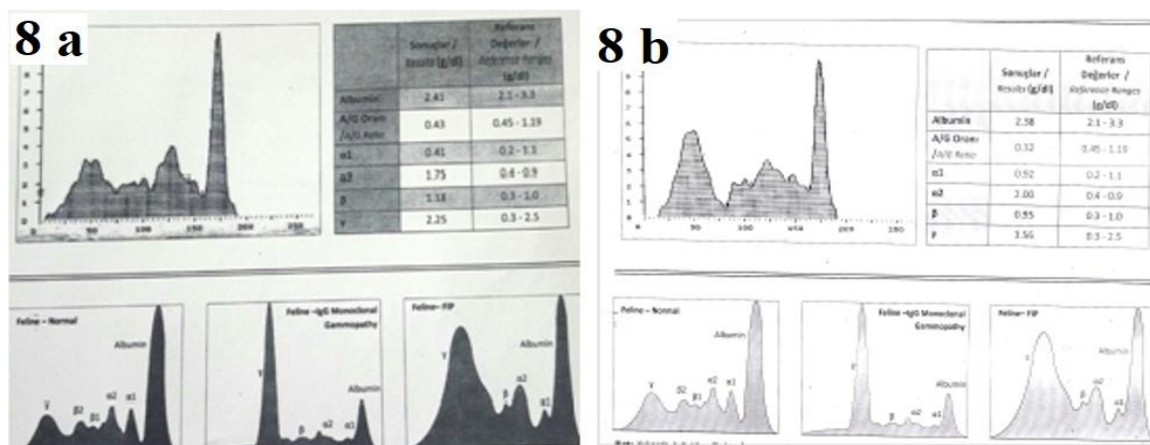 8 a
Sonuçlar /
Results (g/dl)
Referans
Değerler /
Reference Ranges
(g/dl)
Albumin
2.41
2.1 - 3.3
A/G Oranı
/A/G Ratio
0.43
0.45 - 1.19
α1
0.41
0.2 - 1.1
α2
1.75
0.4 - 0.9
β
1.18
0.3 - 1.0
γ
2.25
0.3 - 2.5
0
50
100
150
200
250
Feline - Normal
γ
β2
β1
α2
α1
Albumin
Feline -IgG Monoclonal
Gammopathy
γ
β
α2
α1
Albumin
Feline- FIP
γ
β
α2
α1
Albumin
8 b
Sonuçlar /
Results (g/dl)
Referans
Değerler /
Reference Ranges
(g/dl)
Albumin
2.1 - 3.3
A/G Oranı
/A/G Ratio
0.32
0.45 - 1.19
α1
0.92
0.2 - 1.1
α2
2.00
0.4 - 0.9
β
0.95
0.3 - 1.0
γ
3.56
0.3 - 2.5
Feline - Normal
γ
β2
β1
α2
α1
Albumin
Feline -IgG Monoclonal
Gammopathy
γ
β
α2
α1
Albumin
Feline- FIP
γ
β
α2
α1
Albumin